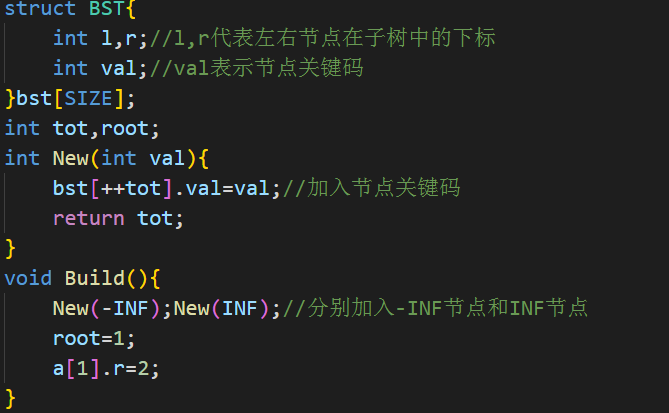 struct BST{
    int l,r;//l,r代表左右节点在子树中的下标
    int val;//val表示节点关键码
}bst[SIZE];
int tot,root;
int New(int val){
    bst[++tot].val=val;//加入节点关键码
    return tot;
}
void Build(){
    New(-INF);New(INF);//分别加入-INF节点和INF节点
    root=1;
    a[1].r=2;
}